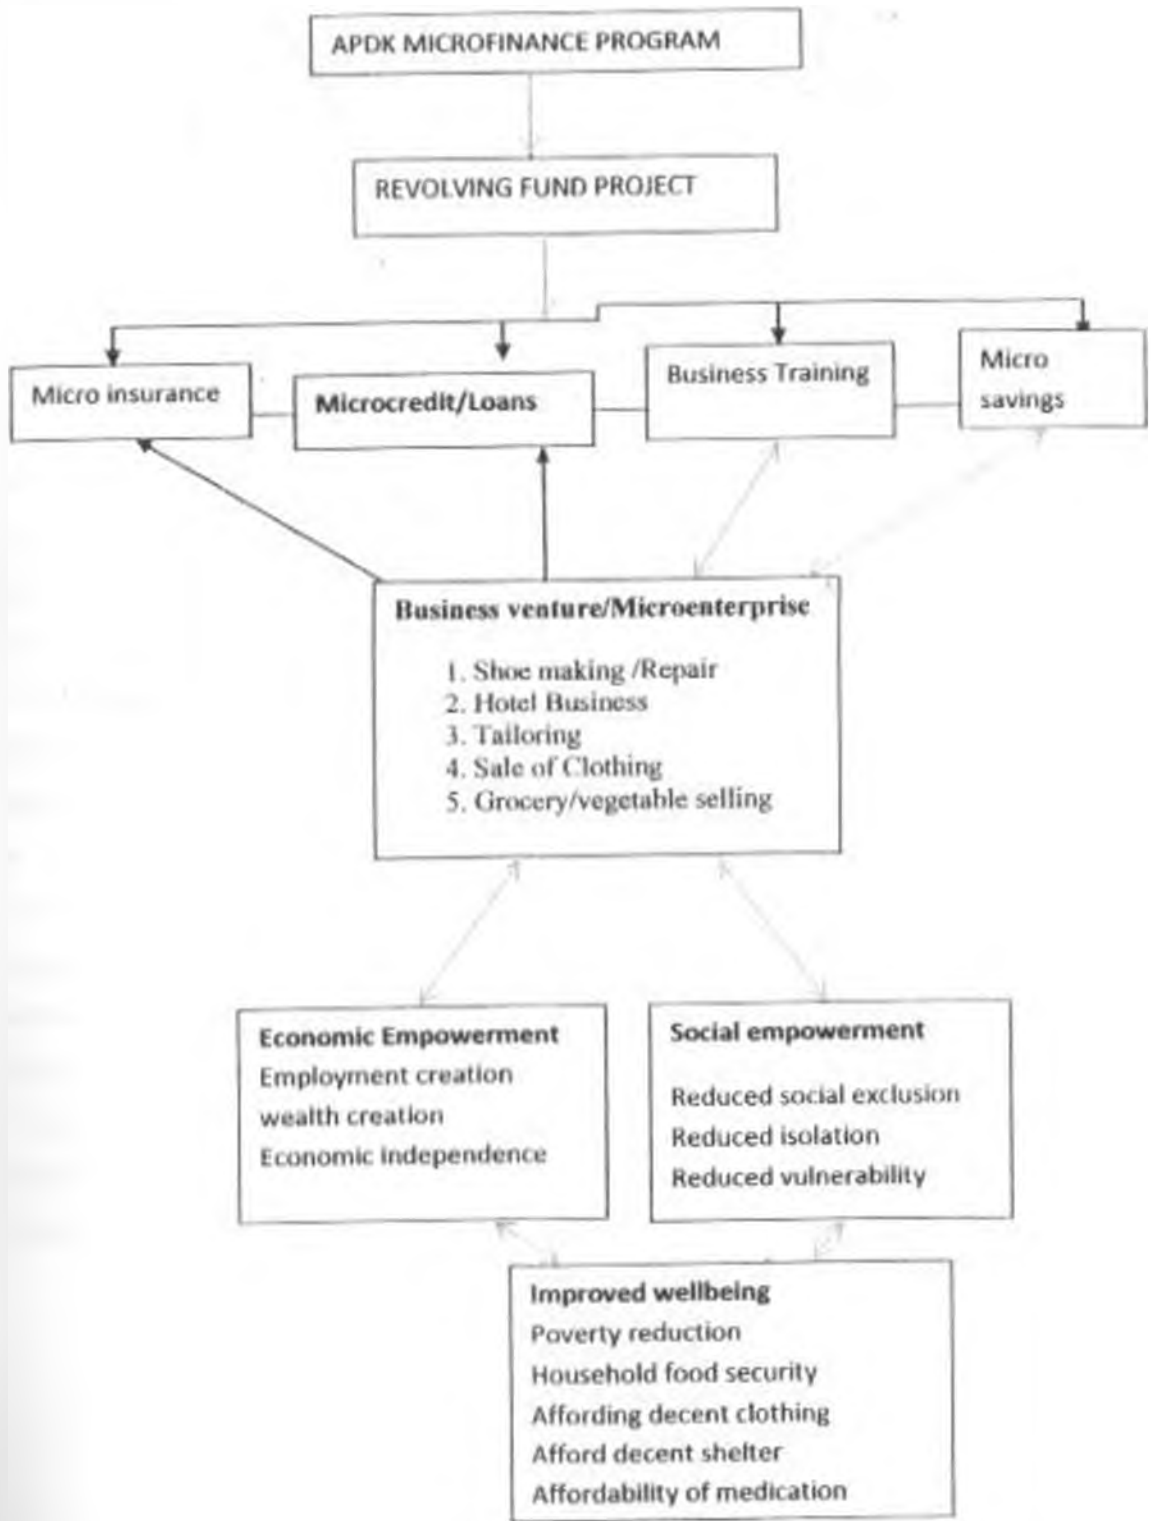 APDK MICROFINANCE PROGRAM
REVOLVING FUND PROJECT
Micro insurance
Microcredit/Loans
Business Training
Micro
savings
Business venture/Microenterprise
1. Shoe making /Repair
2. Hotel Business
3. Tailoring
4. Sale of Clothing
5. Grocery/vegetable selling
Economic Empowerment
Employment creation
wealth creation
Economic independence
Social empowerment
Reduced social exclusion
Reduced isolation
Reduced vulnerability
Improved wellbeing
Poverty reduction
Household food security
Affording decent clothing
Afford decent shelter
Affordability of medication